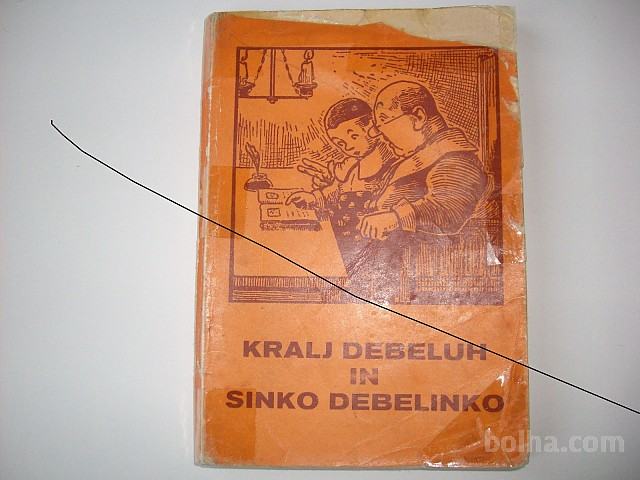 KRALJ DEBELUH
IN
SINKO DEBELINKO
bolha.com